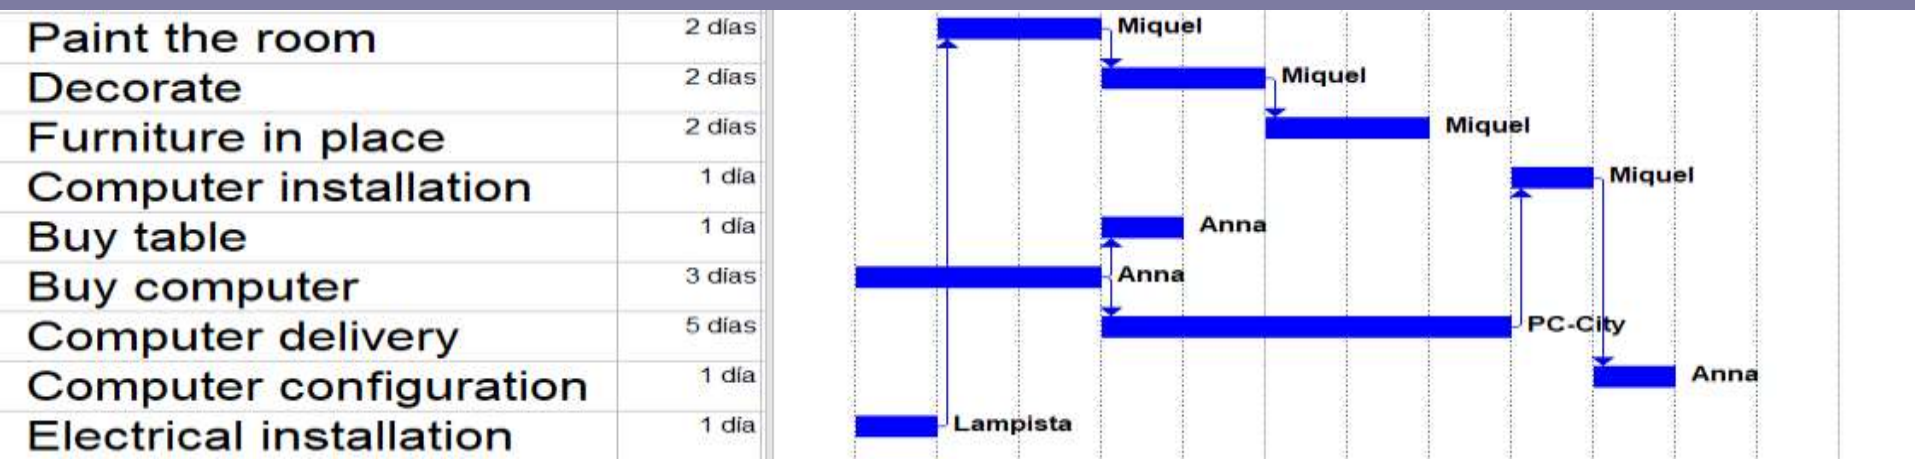 Paint the room 2 días Miquel
Decorate 2 días Miquel
Furniture in place 2 días Miquel
Computer installation 1 día Miquel
Buy table 1 día Anna
Buy computer 3 días Anna
Computer delivery 5 días PC-City
Computer configuration 1 día Anna
Electrical installation 1 día Lampista